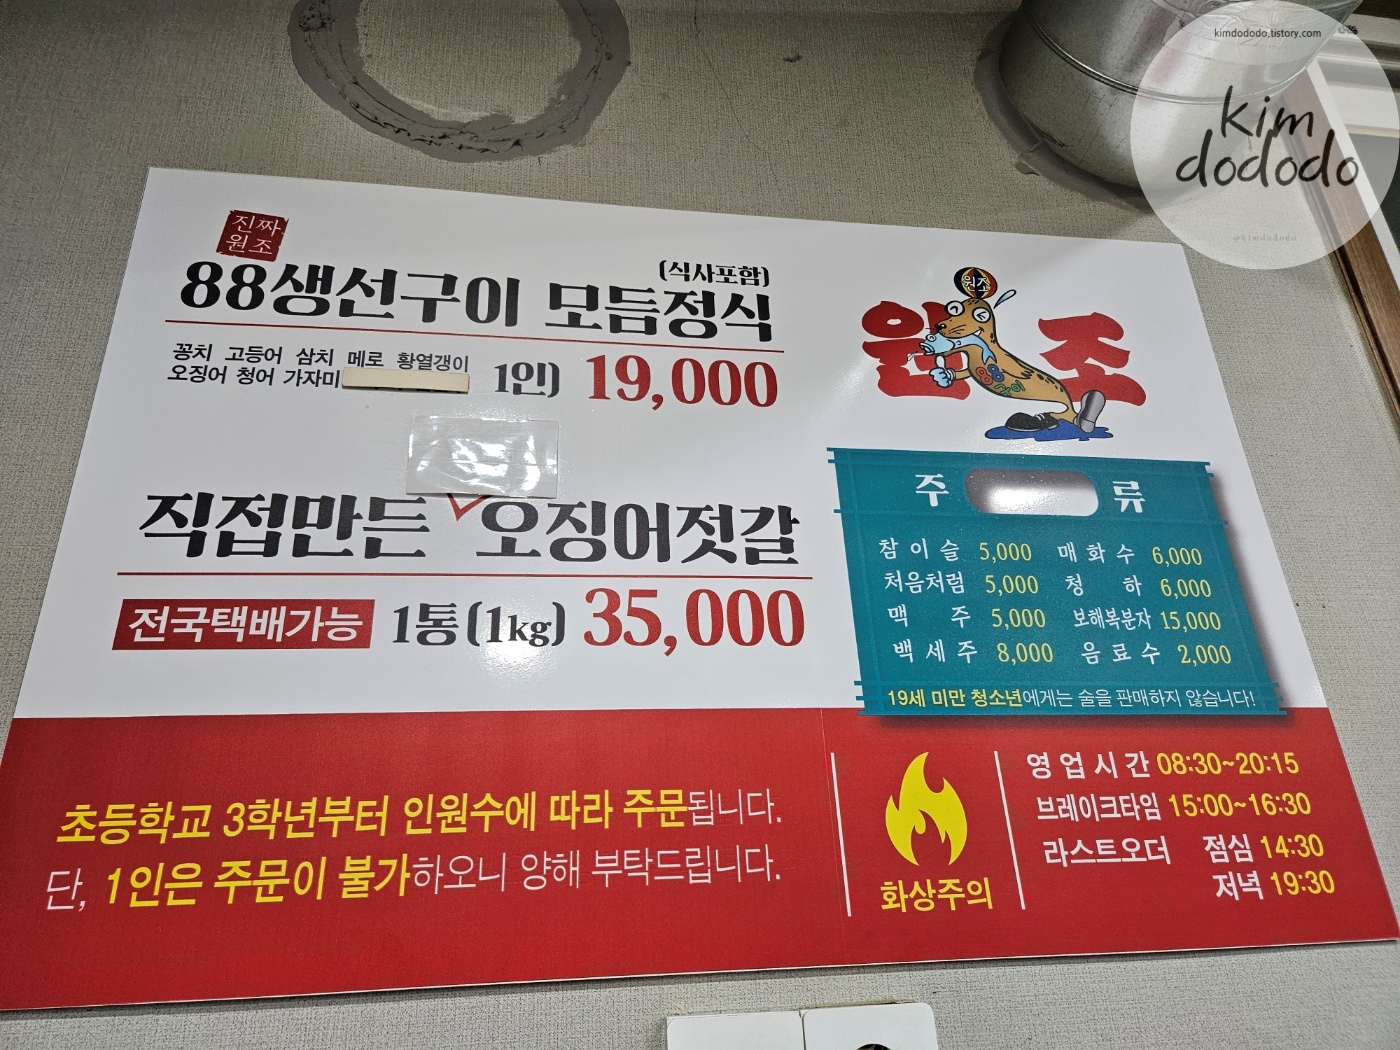 kimdododo.tistory.com
kim
dododo
@kimdododo
진짜
원조
88생선구이 모듬정식
(식사포함)
꽁치 고등어 삼치 메로 황열갱이
오징어 청어 가자미
1인) 19,000
직접만든 오징어젓갈
전국택배가능 1통(1kg) 35,000
원조
원조
88
구이
주 류
참이슬 5,000 매화수 6,000
처음처럼 5,000 청하 6,000
맥주 5,000 보해복분자 15,000
백세주 8,000 음료수 2,000
19세 미만 청소년에게는 술을 판매하지 않습니다!
초등학교 3학년부터 인원수에 따라 주문됩니다.
단, 1인은 주문이 불가하오니 양해 부탁드립니다.
화상주의
영업시간 08:30~20:15
브레이크타임 15:00~16:30
라스트오더 점심 14:30
저녁 19:30